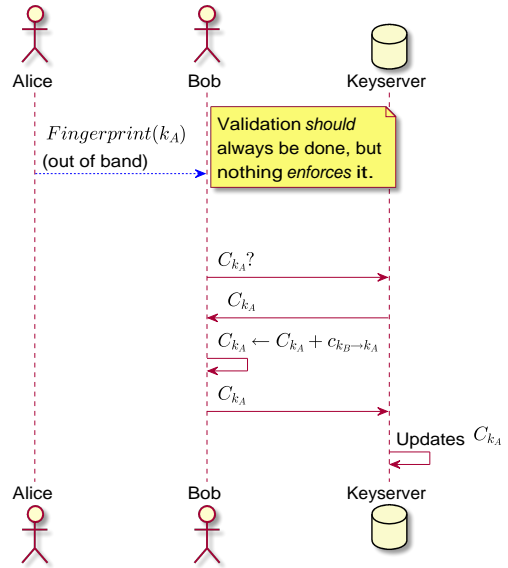 Alice
Bob
Keyserver
Fingerprint(k_A)
(out of band)
Validation should
always be done, but
nothing enforces it.
C_{k_A}?
C_{k_A}
C_{k_A} ← C_{k_A} + c_{k_B→k_A}
C_{k_A}
Updates C_{k_A}
Alice
Bob
Keyserver